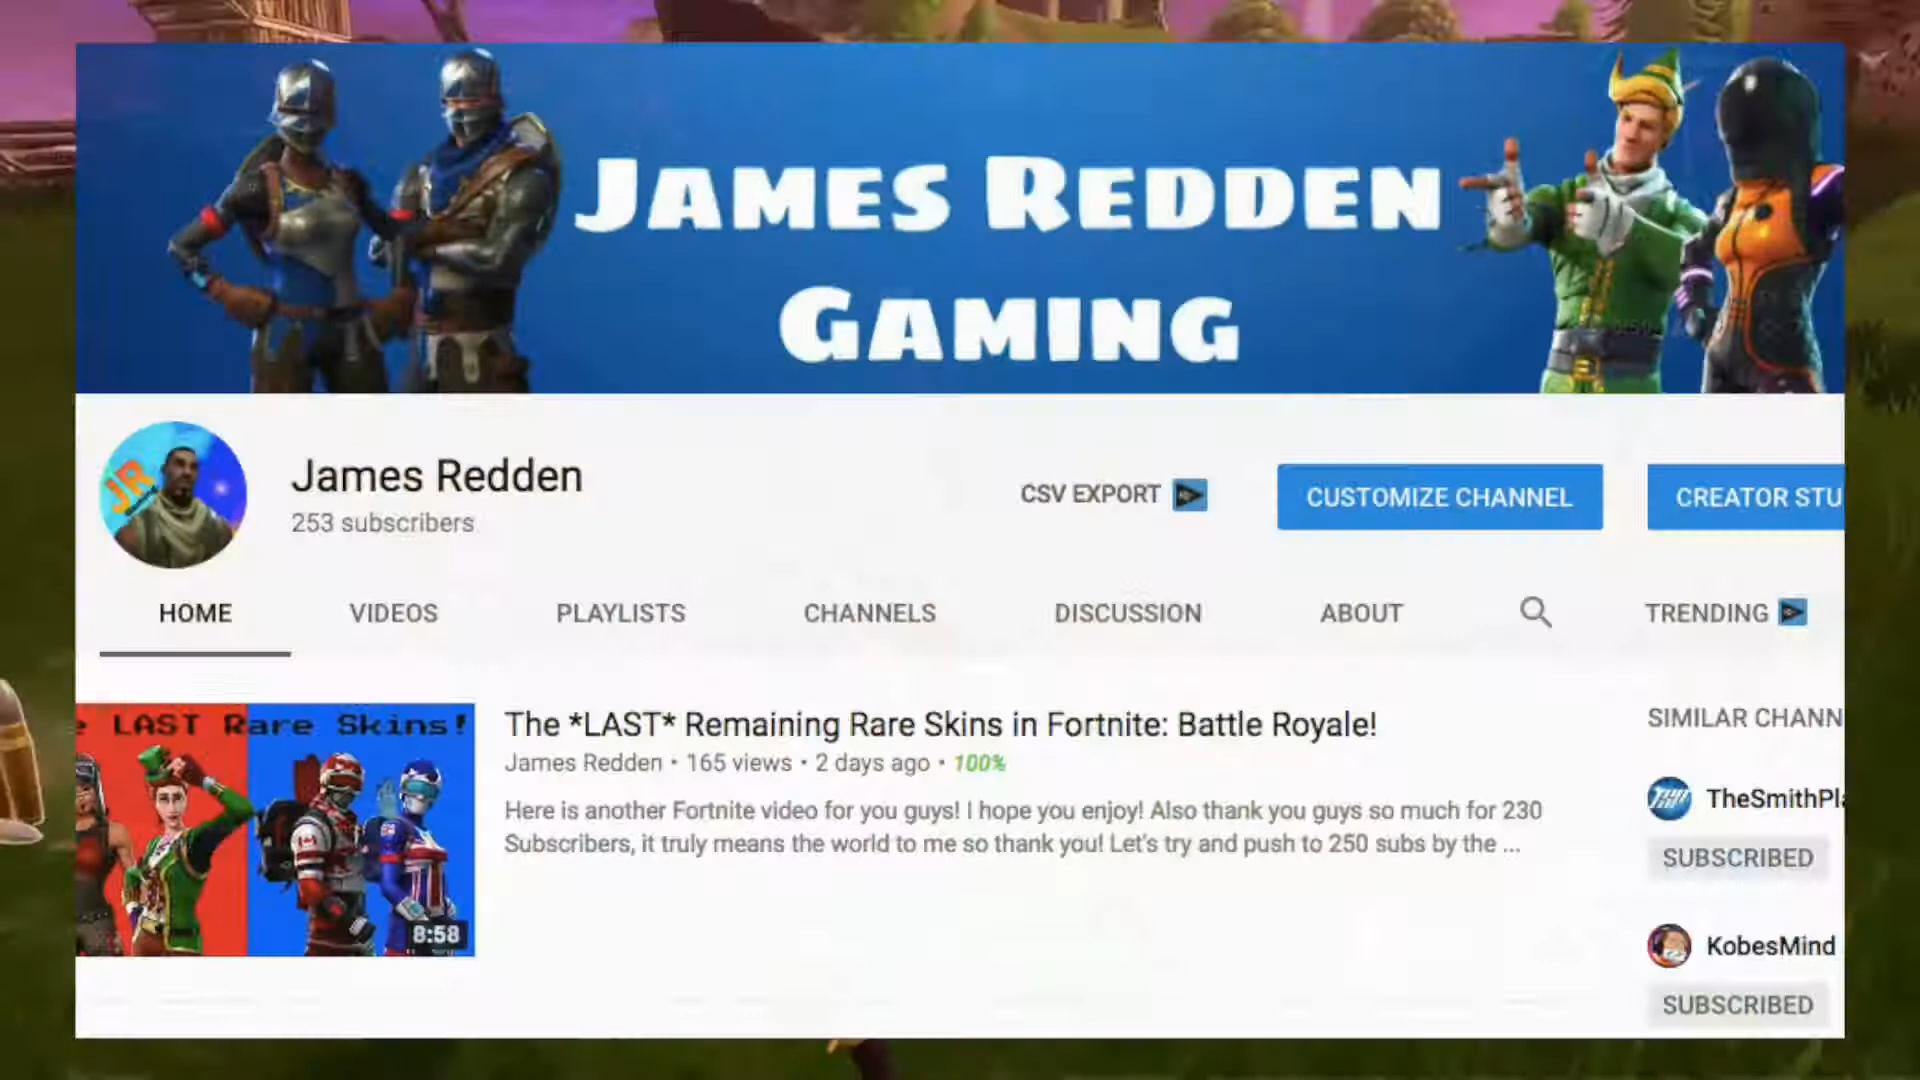 JAMES REDDEN
GAMING
JR
James Redden
253 subscribers
CSV EXPORT
CUSTOMIZE CHANNEL
CREATOR STU
HOME
VIDEOS
PLAYLISTS
CHANNELS
DISCUSSION
ABOUT
TRENDING
e LAST Rare Skins!
8:58
The *LAST* Remaining Rare Skins in Fortnite: Battle Royale!
James Redden • 165 views • 2 days ago • 100%
Here is another Fortnite video for you guys! I hope you enjoy! Also thank you guys so much for 230
Subscribers, it truly means the world to me so thank you! Let's try and push to 250 subs by the ...
SIMILAR CHANN
TheSmithPla
SUBSCRIBED
KobesMind
SUBSCRIBED